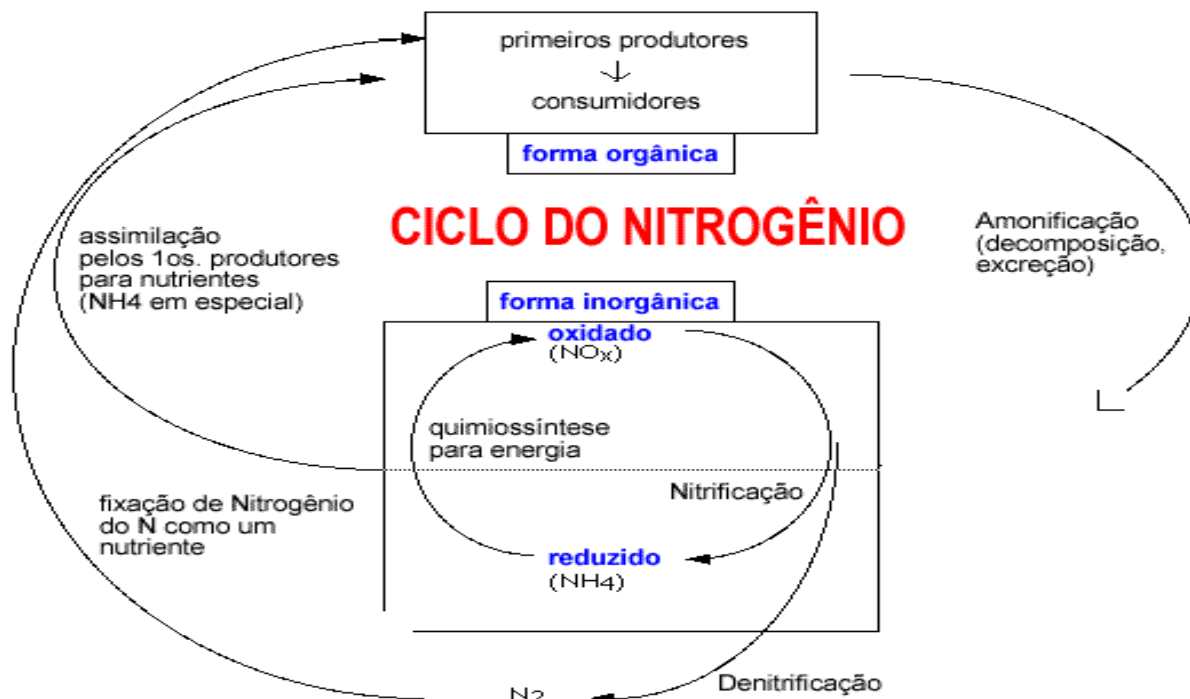 primeiros produtores
consumidores
forma orgânica
CICLO DO NITROGÊNIO
assimilação
pelos 1os. produtores
para nutrientes
(NH4 em especial)
Amonificação
(decomposição,
excreção)
forma inorgânica
oxidado
(NOx)
quimiossíntese
para energia
Nitrificação
fixação de Nitrogênio
do N como um
nutriente
reduzido
(NH4)
Denitrificação
N2